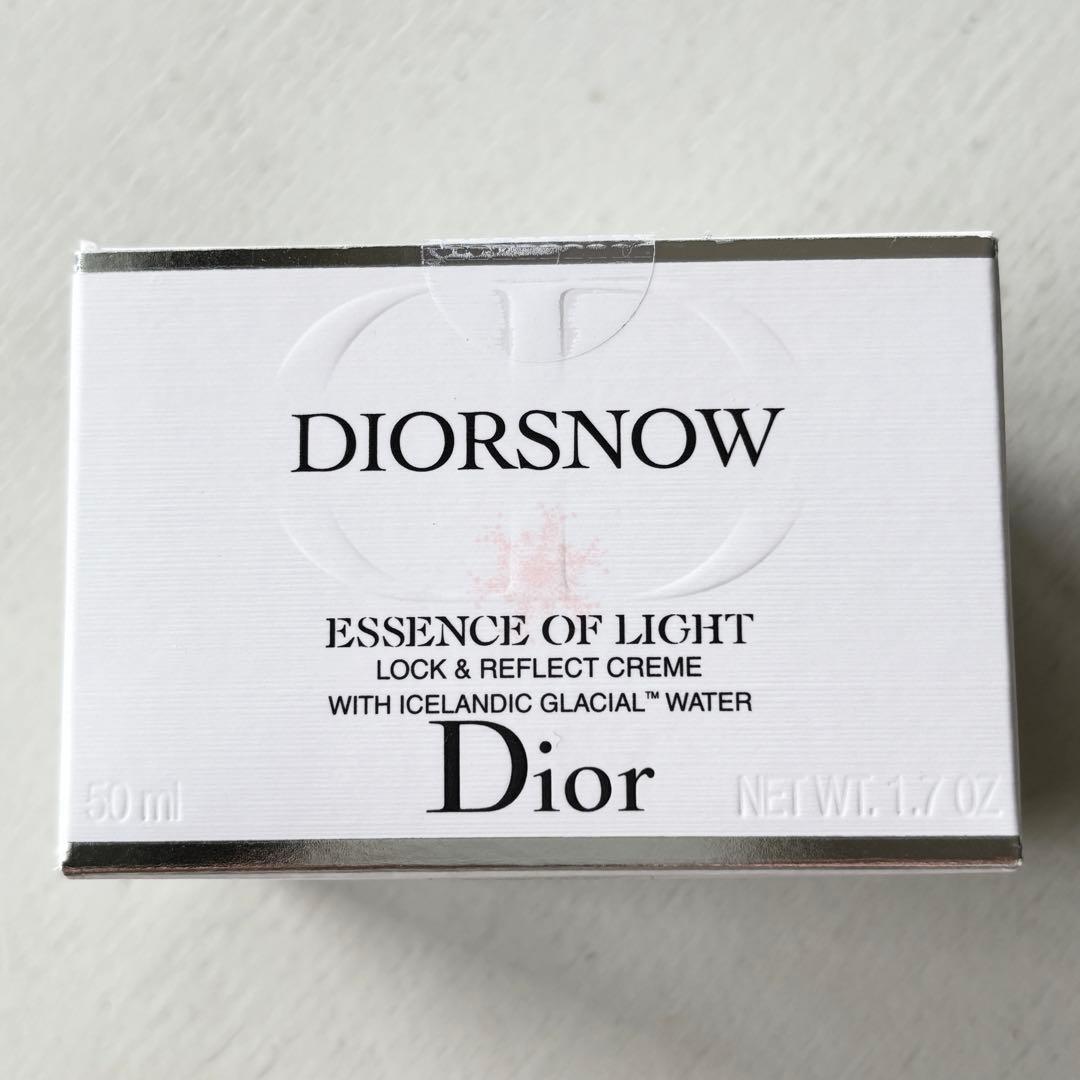 DIORSNOW
ESSENCE OF LIGHT
LOCK & REFLECT CREME
WITH ICELANDIC GLACIAL™ WATER
Dior
50 ml
NET WT. 1.7 OZ